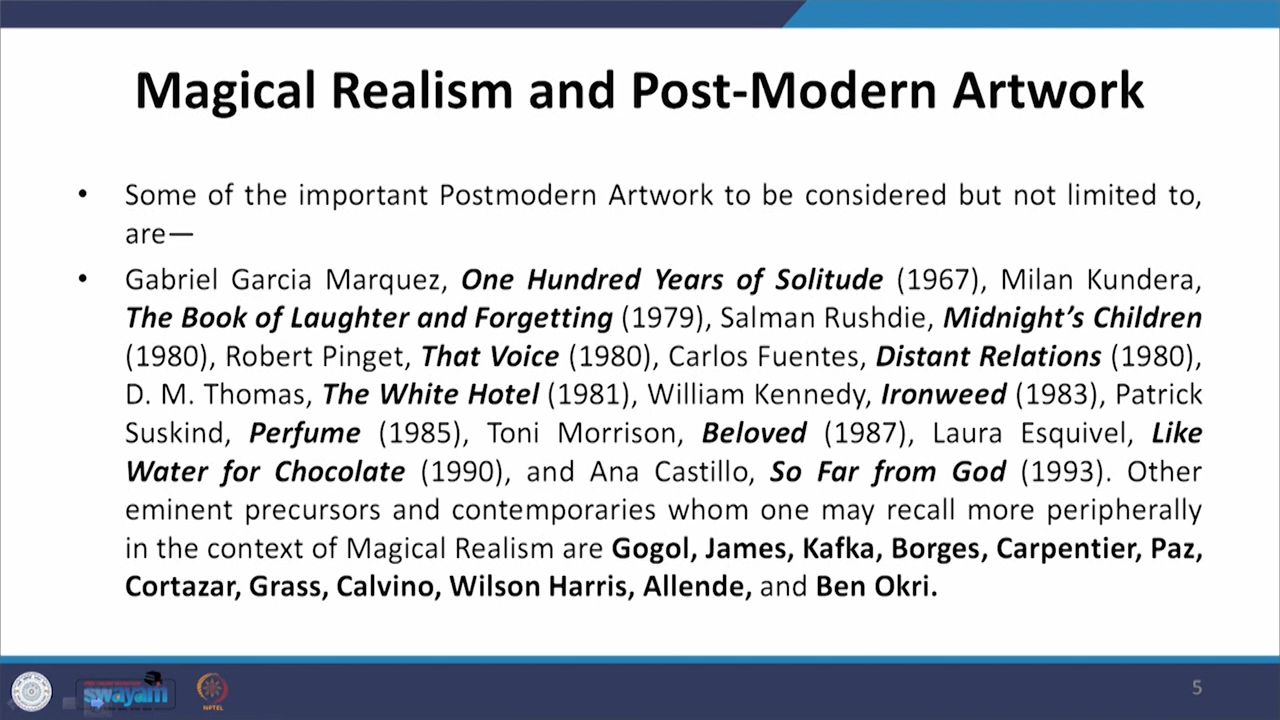 Magical Realism and Post-Modern Artwork
• Some of the important Postmodern Artwork to be considered but not limited to,
are—
• Gabriel Garcia Marquez, One Hundred Years of Solitude (1967), Milan Kundera,
The Book of Laughter and Forgetting (1979), Salman Rushdie, Midnight’s Children
(1980), Robert Pinget, That Voice (1980), Carlos Fuentes, Distant Relations (1980),
D. M. Thomas, The White Hotel (1981), William Kennedy, Ironweed (1983), Patrick
Suskind, Perfume (1985), Toni Morrison, Beloved (1987), Laura Esquivel, Like
Water for Chocolate (1990), and Ana Castillo, So Far from God (1993). Other
eminent precursors and contemporaries whom one may recall more peripherally
in the context of Magical Realism are Gogol, James, Kafka, Borges, Carpentier, Paz,
Cortazar, Grass, Calvino, Wilson Harris, Allende, and Ben Okri.
swayam
NPTEL
5